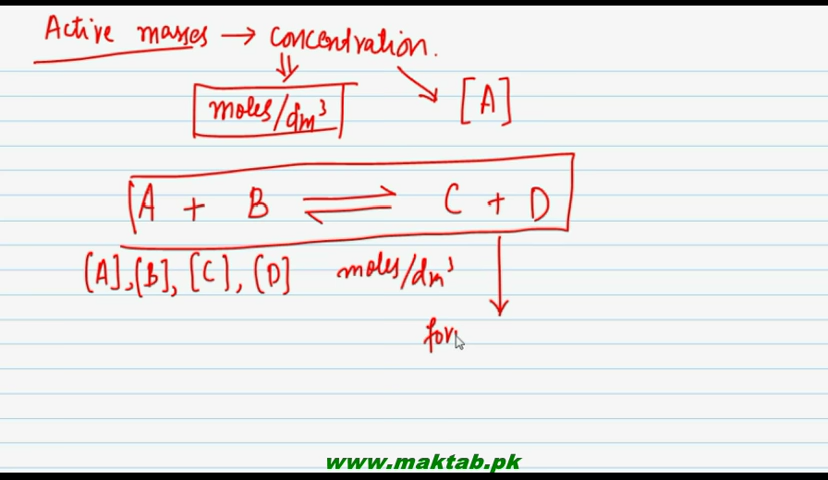 Active masses → concentration.
moles/dm³
[A]
A + B ⇌ C + D
[A], [B], [C], [D] moles/dm³
for
www.maktab.pk